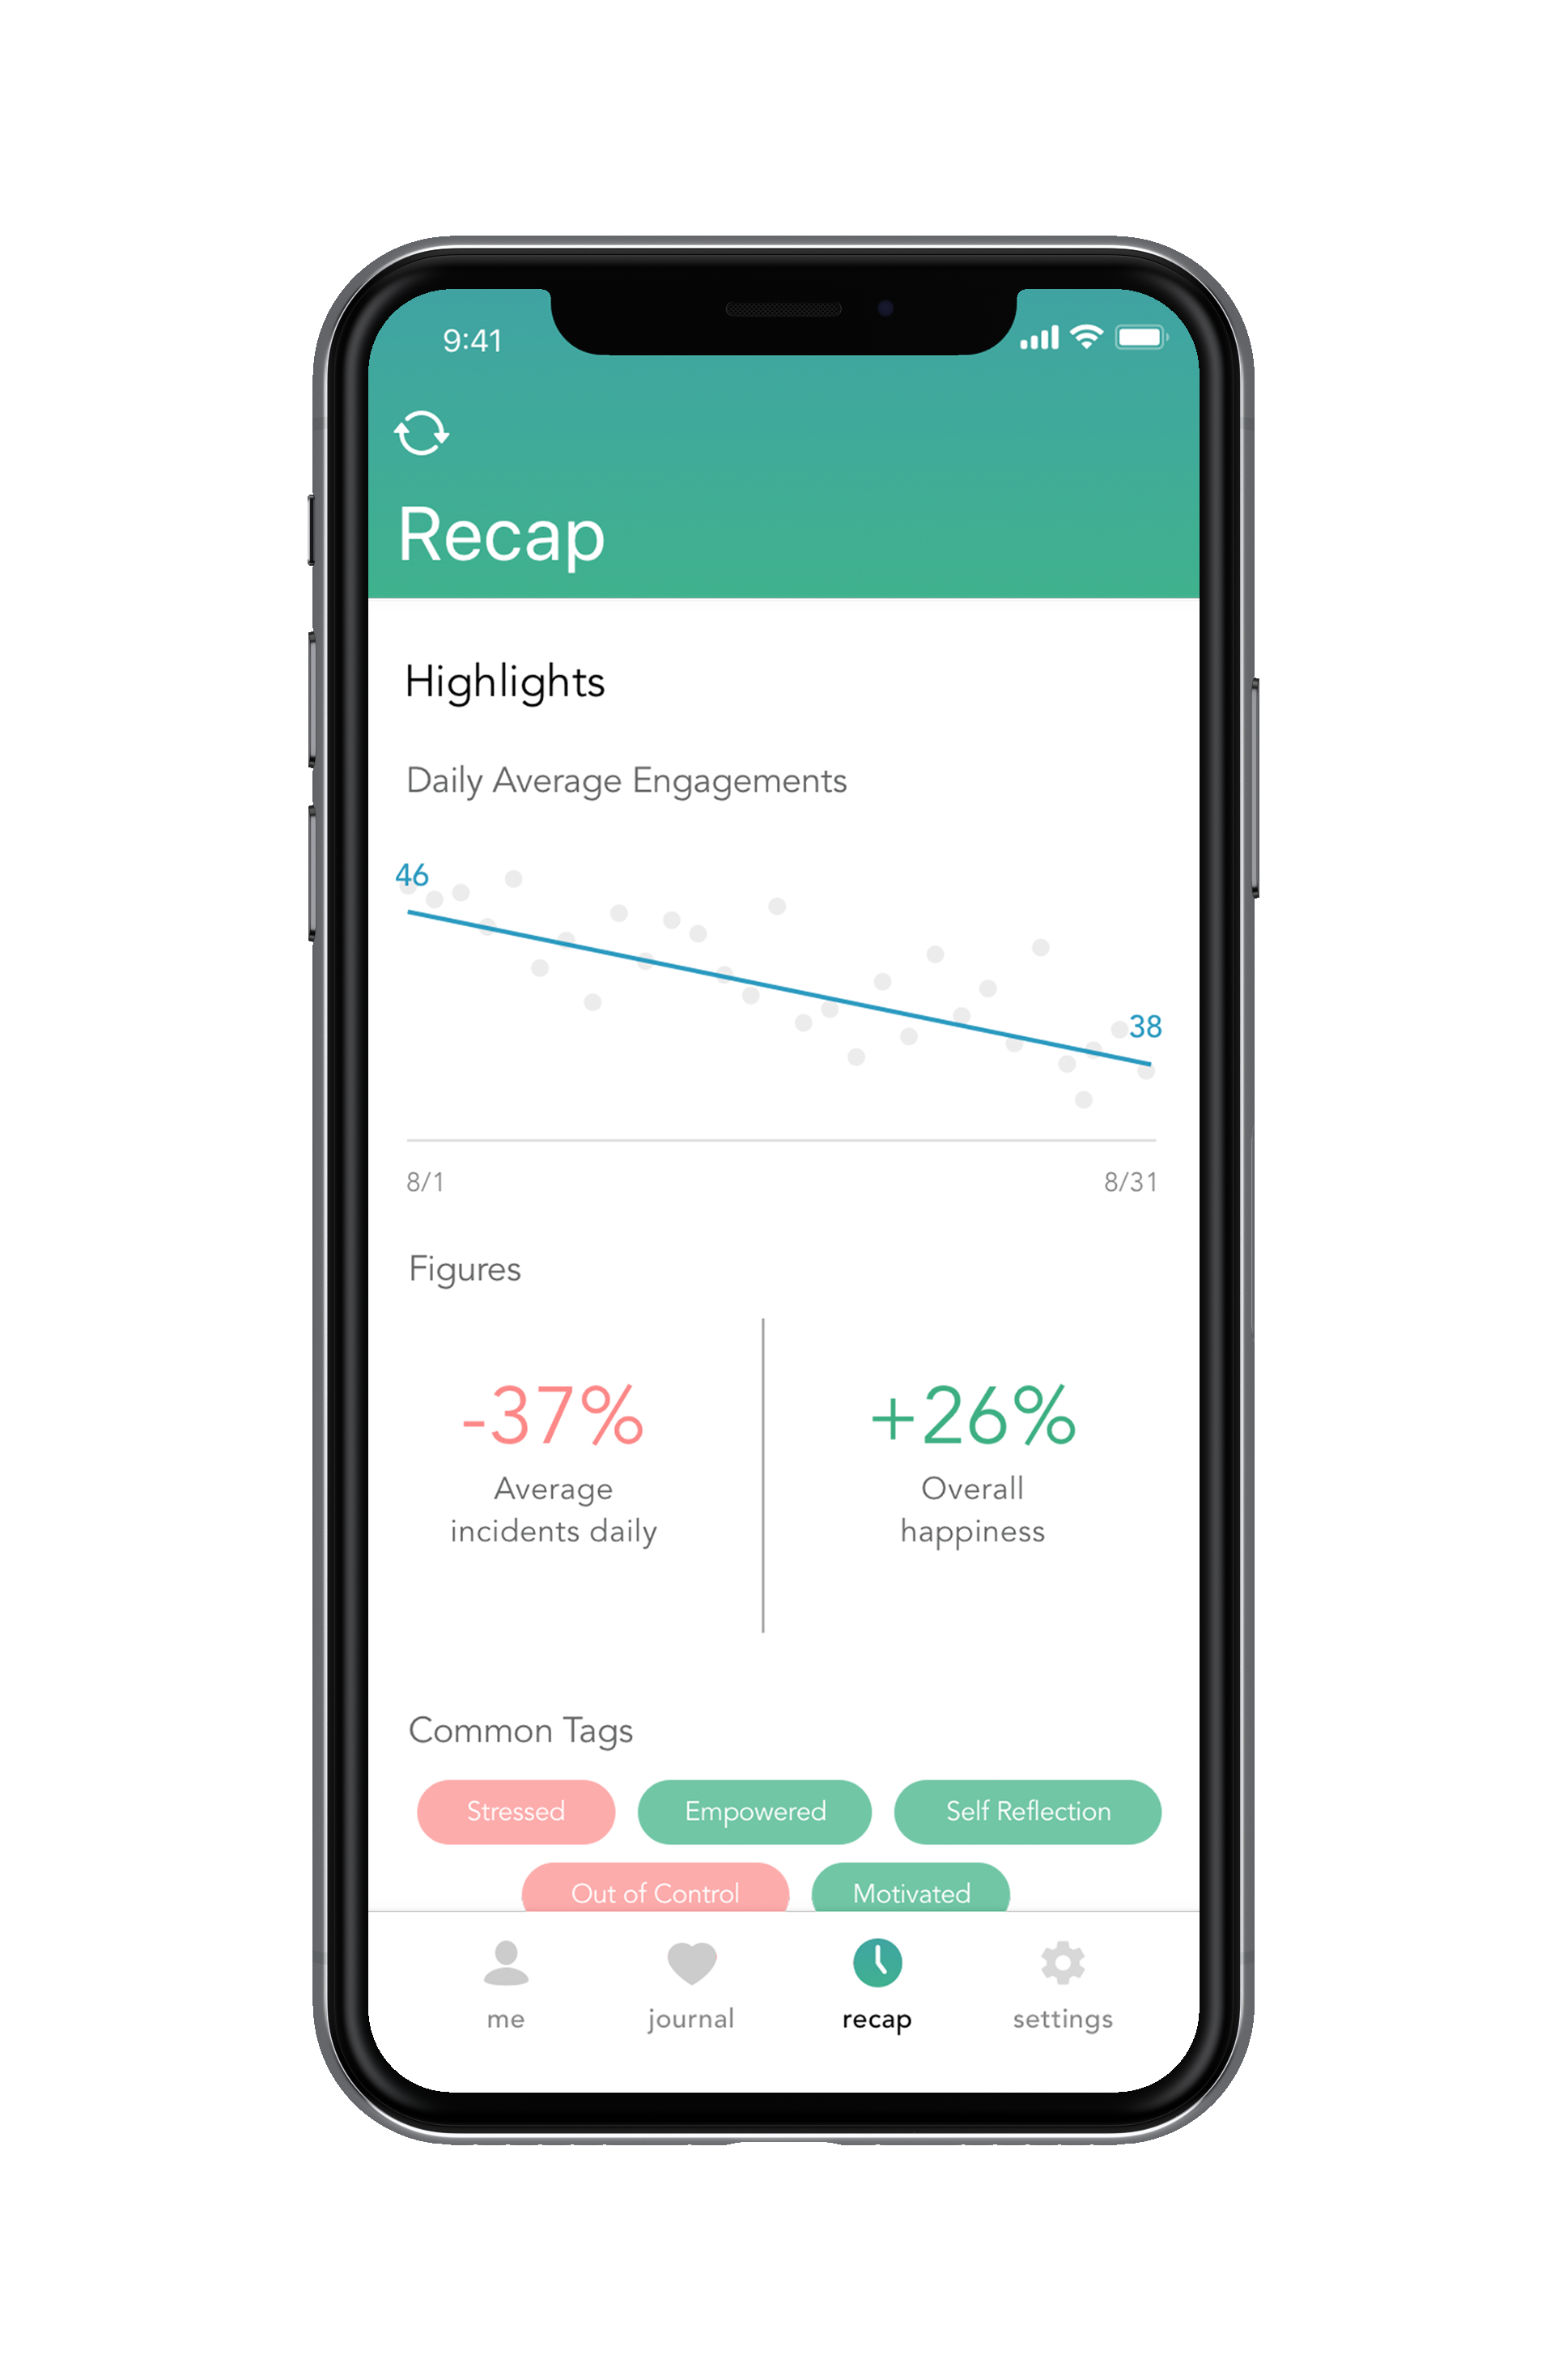 9:41
Recap
Highlights
Daily Average Engagements
46
38
8/1
8/31
Figures
-37%
+26%
Average
incidents daily
Overall
happiness
Common Tags
Stressed
Empowered
Self Reflection
Out of Control
Motivated
me
journal
recap
settings